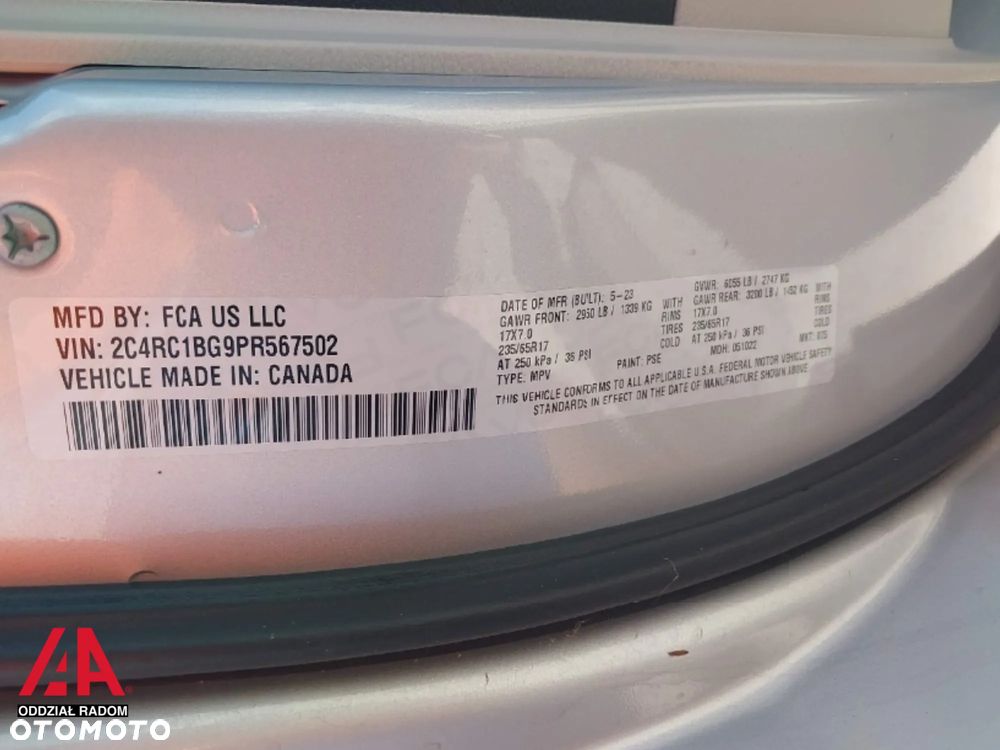 MFD BY: FCA US LLC
VIN: 2C4RC1BG9PR567502
VEHICLE MADE IN: CANADA
DATE OF MFR (BUILT): 5-23
GAWR FRONT: 2950 LB / 1339 KG WITH
17X7.0 RIMS
235/65R17 TIRES
AT 250 kPa / 36 PSI COLD
TYPE: MPV PAINT: PSE
GVWR: 6055 LB / 2747 KG
GAWR REAR: 3200 LB / 1452 KG WITH
17X7.0 RIMS
235/65R17 TIRES
AT 250 kPa / 36 PSI COLD
MDH: 051022 MKT:
THIS VEHICLE CONFORMS TO ALL APPLICABLE U.S.A. FEDERAL MOTOR VEHICLE SAFETY
STANDARDS IN EFFECT ON THE DATE OF MANUFACTURE SHOWN ABOVE.
AA
ODDZIAŁ RADOM
OTOMOTO